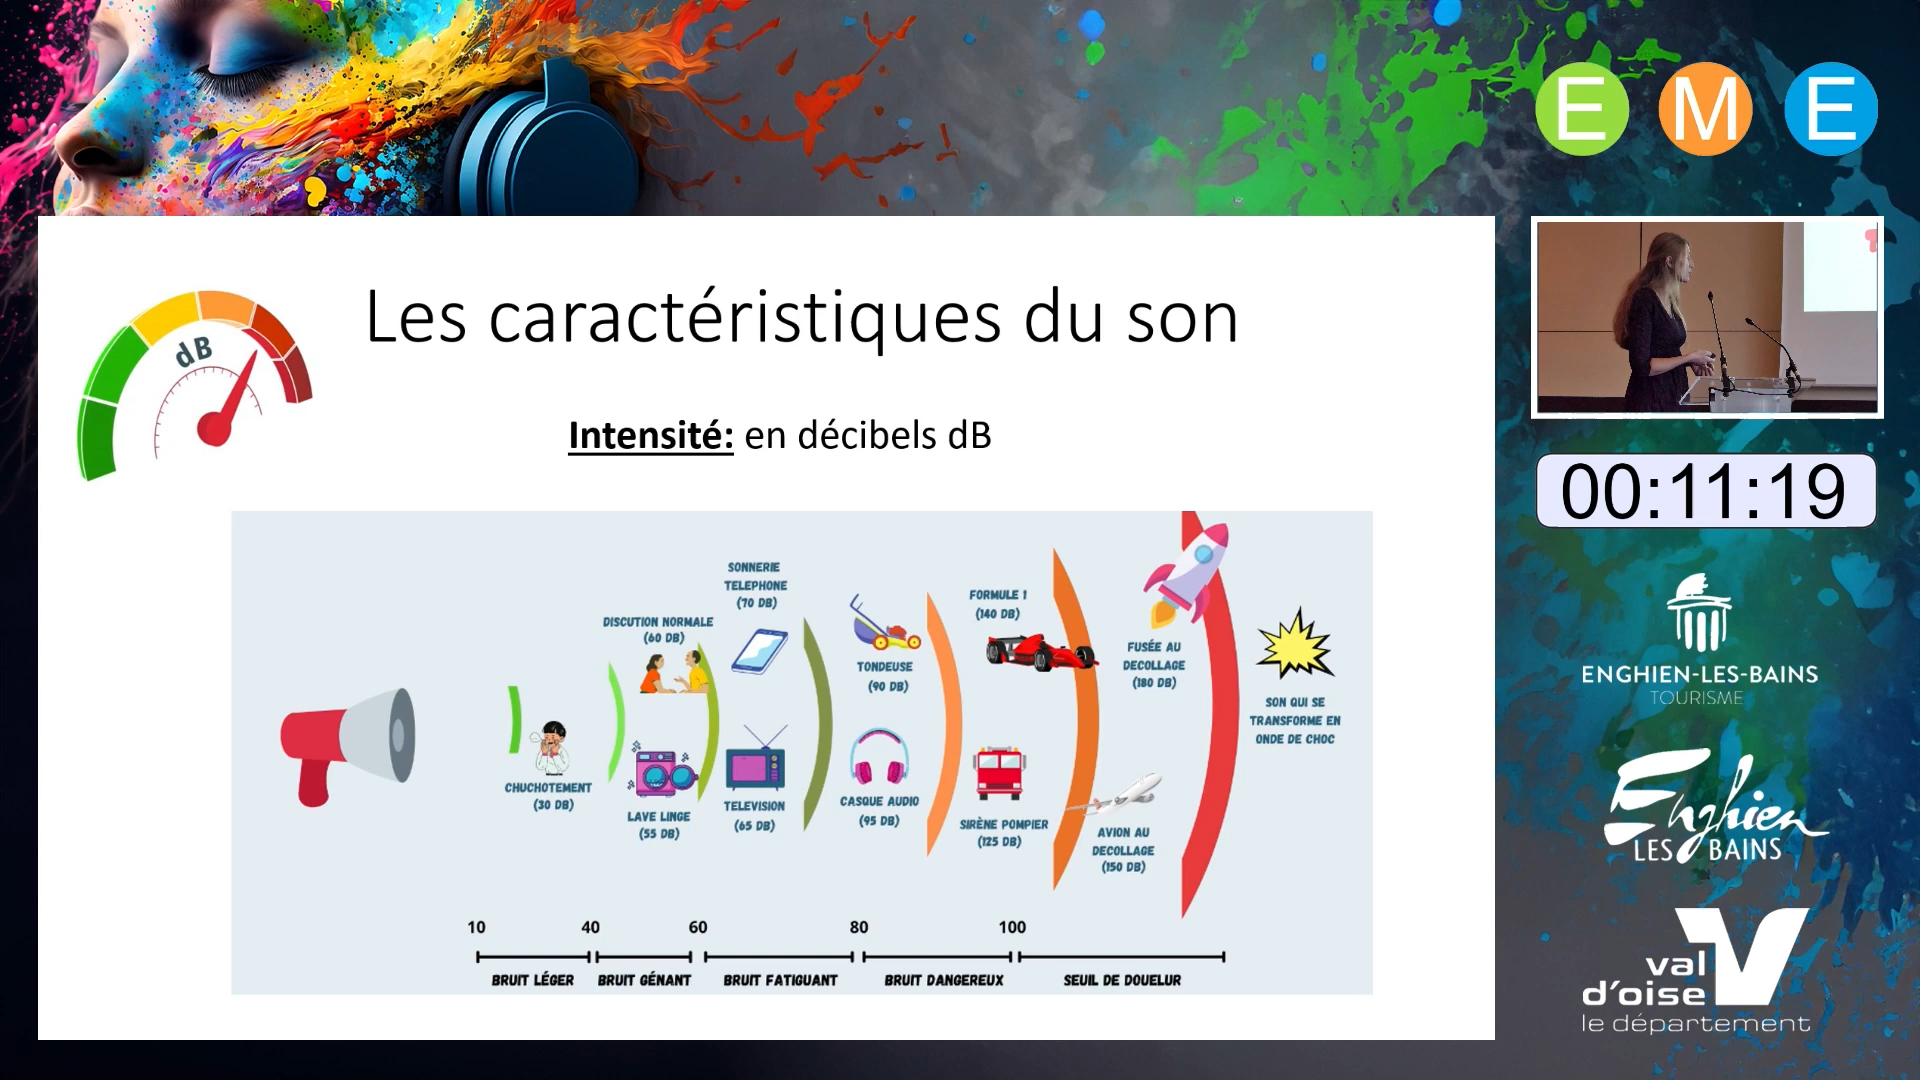 E M E
dB
Les caractéristiques du son
Intensité: en décibels dB
00:11:19
SONNERIE
TELEPHONE
(70 DB)
DISCUTION NORMALE
(60 DB)
FORMULE 1
(140 DB)
TONDEUSE
(90 DB)
FUSÉE AU
DECOLLAGE
(180 DB)
SON QUI SE
TRANSFORME EN
ONDE DE CHOC
CHUCHOTEMENT
(30 DB)
LAVE LINGE
(55 DB)
TELEVISION
(65 DB)
CASQUE AUDIO
(95 DB)
SIRÈNE POMPIER
(125 DB)
AVION AU
DECOLLAGE
(150 DB)
10 40 60 80 100
BRUIT LÉGER BRUIT GÉNANT BRUIT FATIGUANT BRUIT DANGEREUX SEUIL DE DOUELUR
ENGHIEN-LES-BAINS
TOURISME
Enghien
LES BAINS
val
d'oise
le département